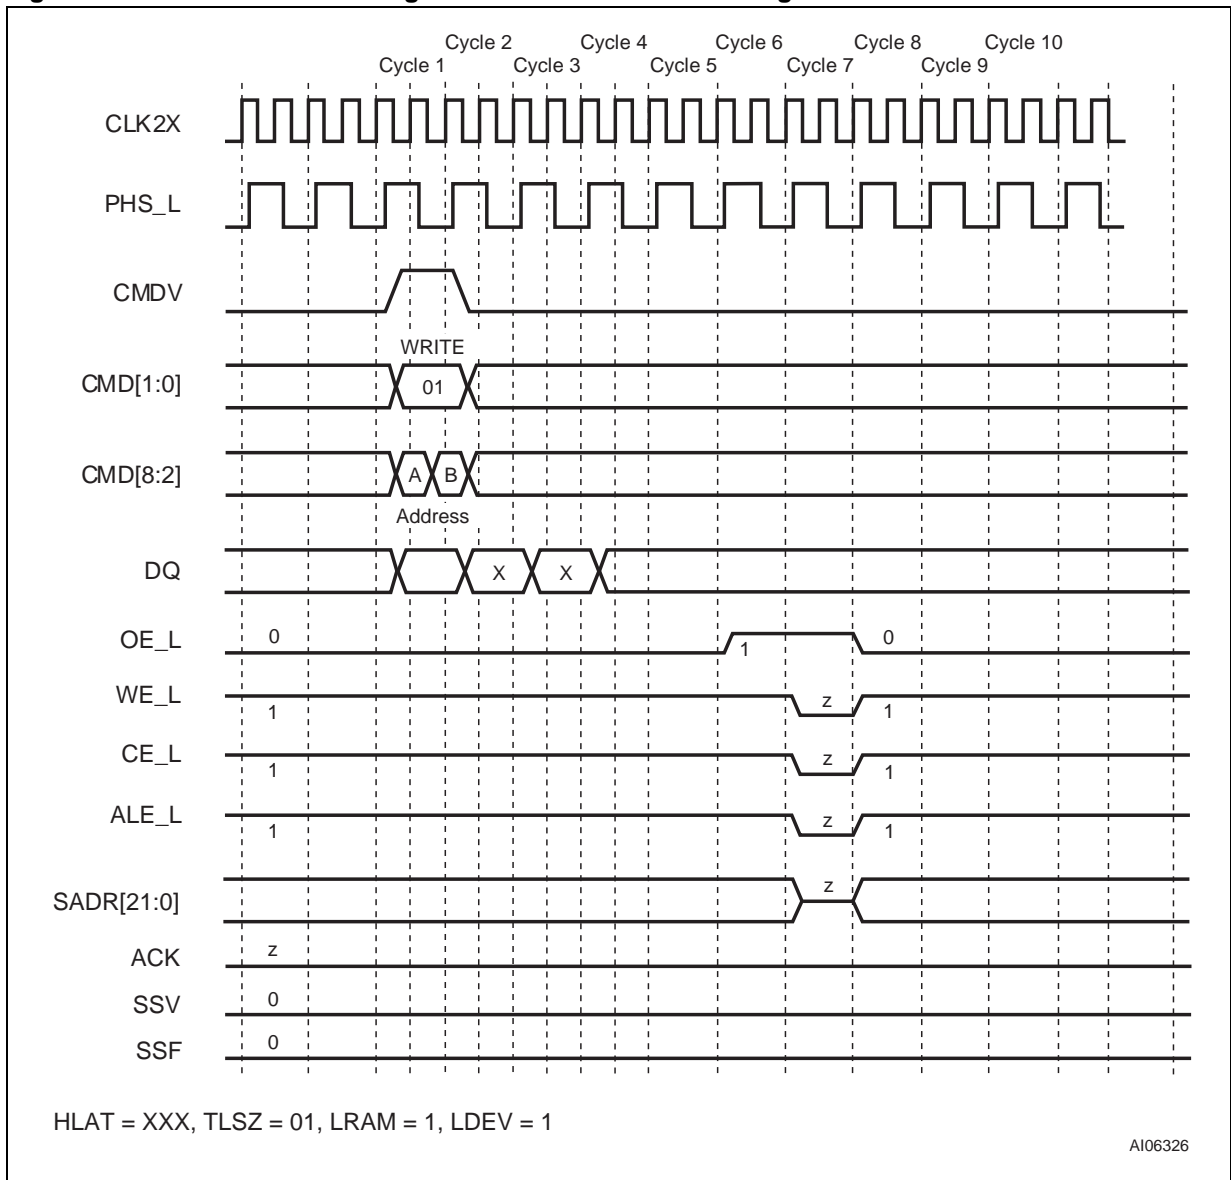 Cycle 2 Cycle 4 Cycle 6 Cycle 8 Cycle 10
Cycle 1 Cycle 3 Cycle 5 Cycle 7 Cycle 9
CLK2X
PHS_L
CMDV
WRITE
CMD[1:0] 01
CMD[8:2] A B
Address
DQ X X
OE_L 0 1 0
WE_L 1 z 1
CE_L 1 z 1
ALE_L 1 z 1
SADR[21:0] z
ACK z
SSV 0
SSF 0
HLAT = XXX, TLSZ = 01, LRAM = 1, LDEV = 1
AI06326